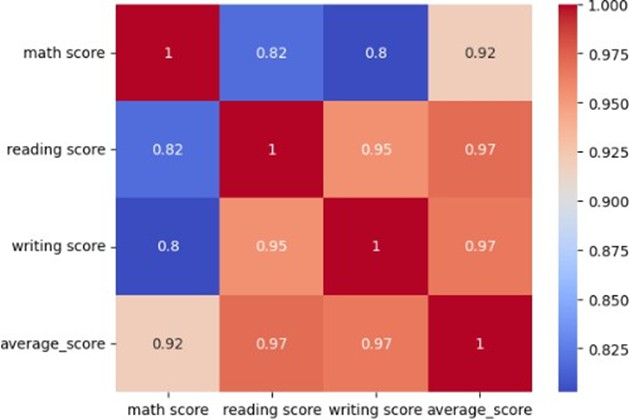 math score 1 0.82 0.8 0.92
reading score 0.82 1 0.95 0.97
writing score 0.8 0.95 1 0.97
average_score 0.92 0.97 0.97 1
math score reading score writing score average_score
1.000
0.975
0.950
0.925
0.900
0.875
0.850
0.825